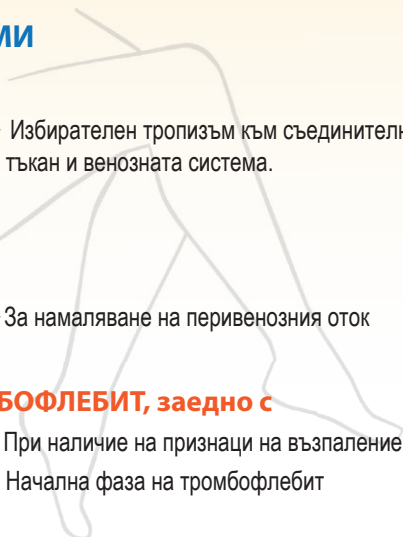 МИ
Избирателен тропизъм към съединителн
тъкан и венозната система.
За намаляване на перивенозния оток
БОФЛЕБИТ, заедно с
При наличие на признаци на възпаление
Начална фаза на тромбофлебит